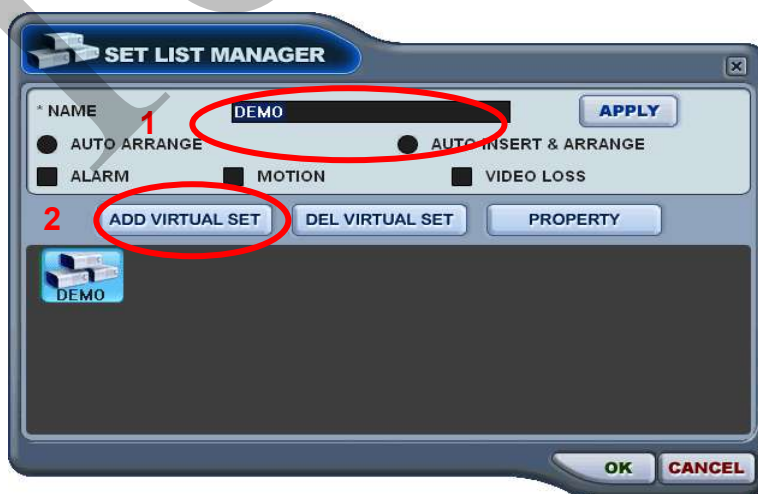 SET LIST MANAGER
* NAME
1
DEMO
APPLY
AUTO ARRANGE
AUTO INSERT & ARRANGE
ALARM
MOTION
VIDEO LOSS
2
ADD VIRTUAL SET
DEL VIRTUAL SET
PROPERTY
DEMO
OK
CANCEL